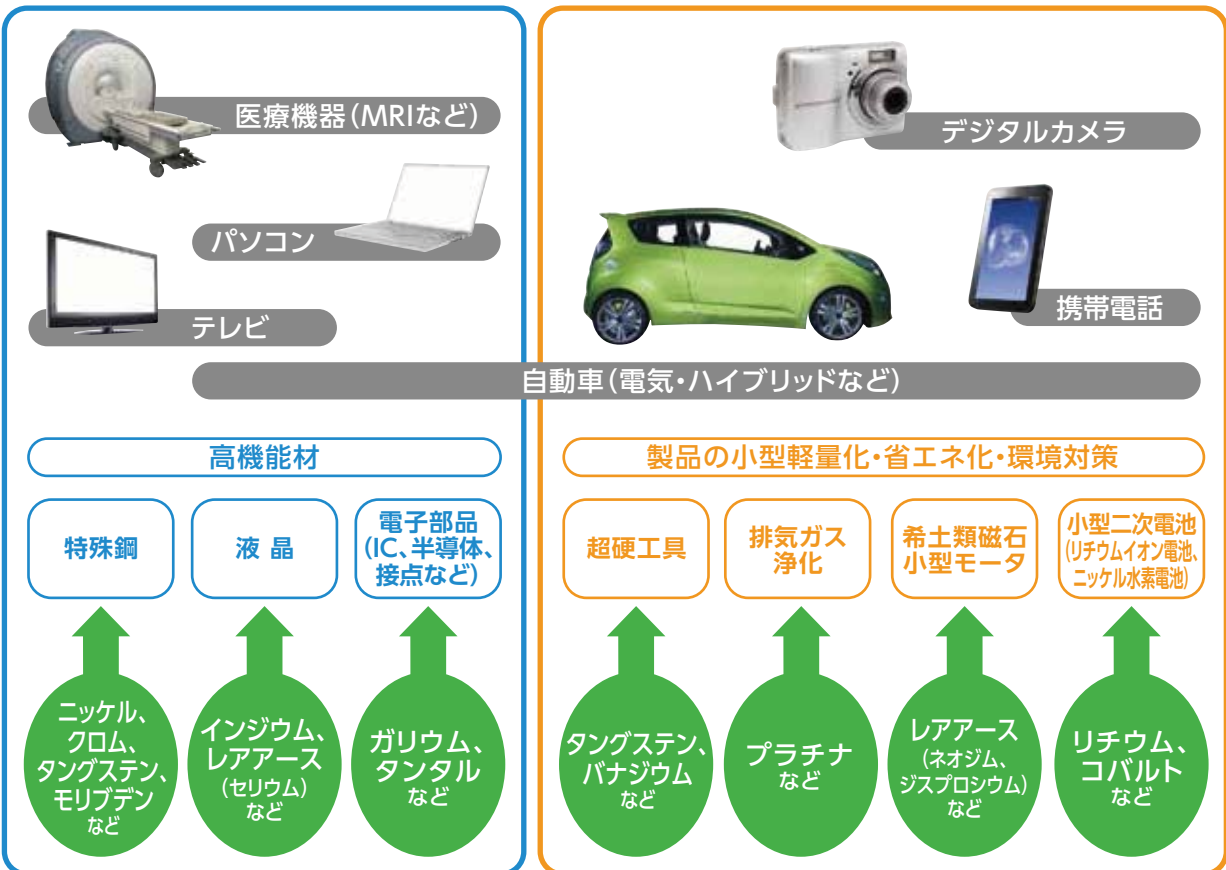 医療機器(MRIなど)
パソコン
テレビ
デジタルカメラ
携帯電話
自動車(電気・ハイブリッドなど)
高機能材
特殊鋼
液 晶
電子部品
(IC、半導体、
接点など)
ニッケル、
クロム、
タングステン、
モリブデン
など
インジウム、
レアアース
(セリウム)
など
ガリウム、
タンタル
など
製品の小型軽量化・省エネ化・環境対策
超硬工具
排気ガス
浄化
希土類磁石
小型モータ
小型二次電池
(リチウムイオン電池、
ニッケル水素電池)
タングステン、
バナジウム
など
プラチナ
など
レアアース
(ネオジム、
ジスプロシウム)
など
リチウム、
コバルト
など